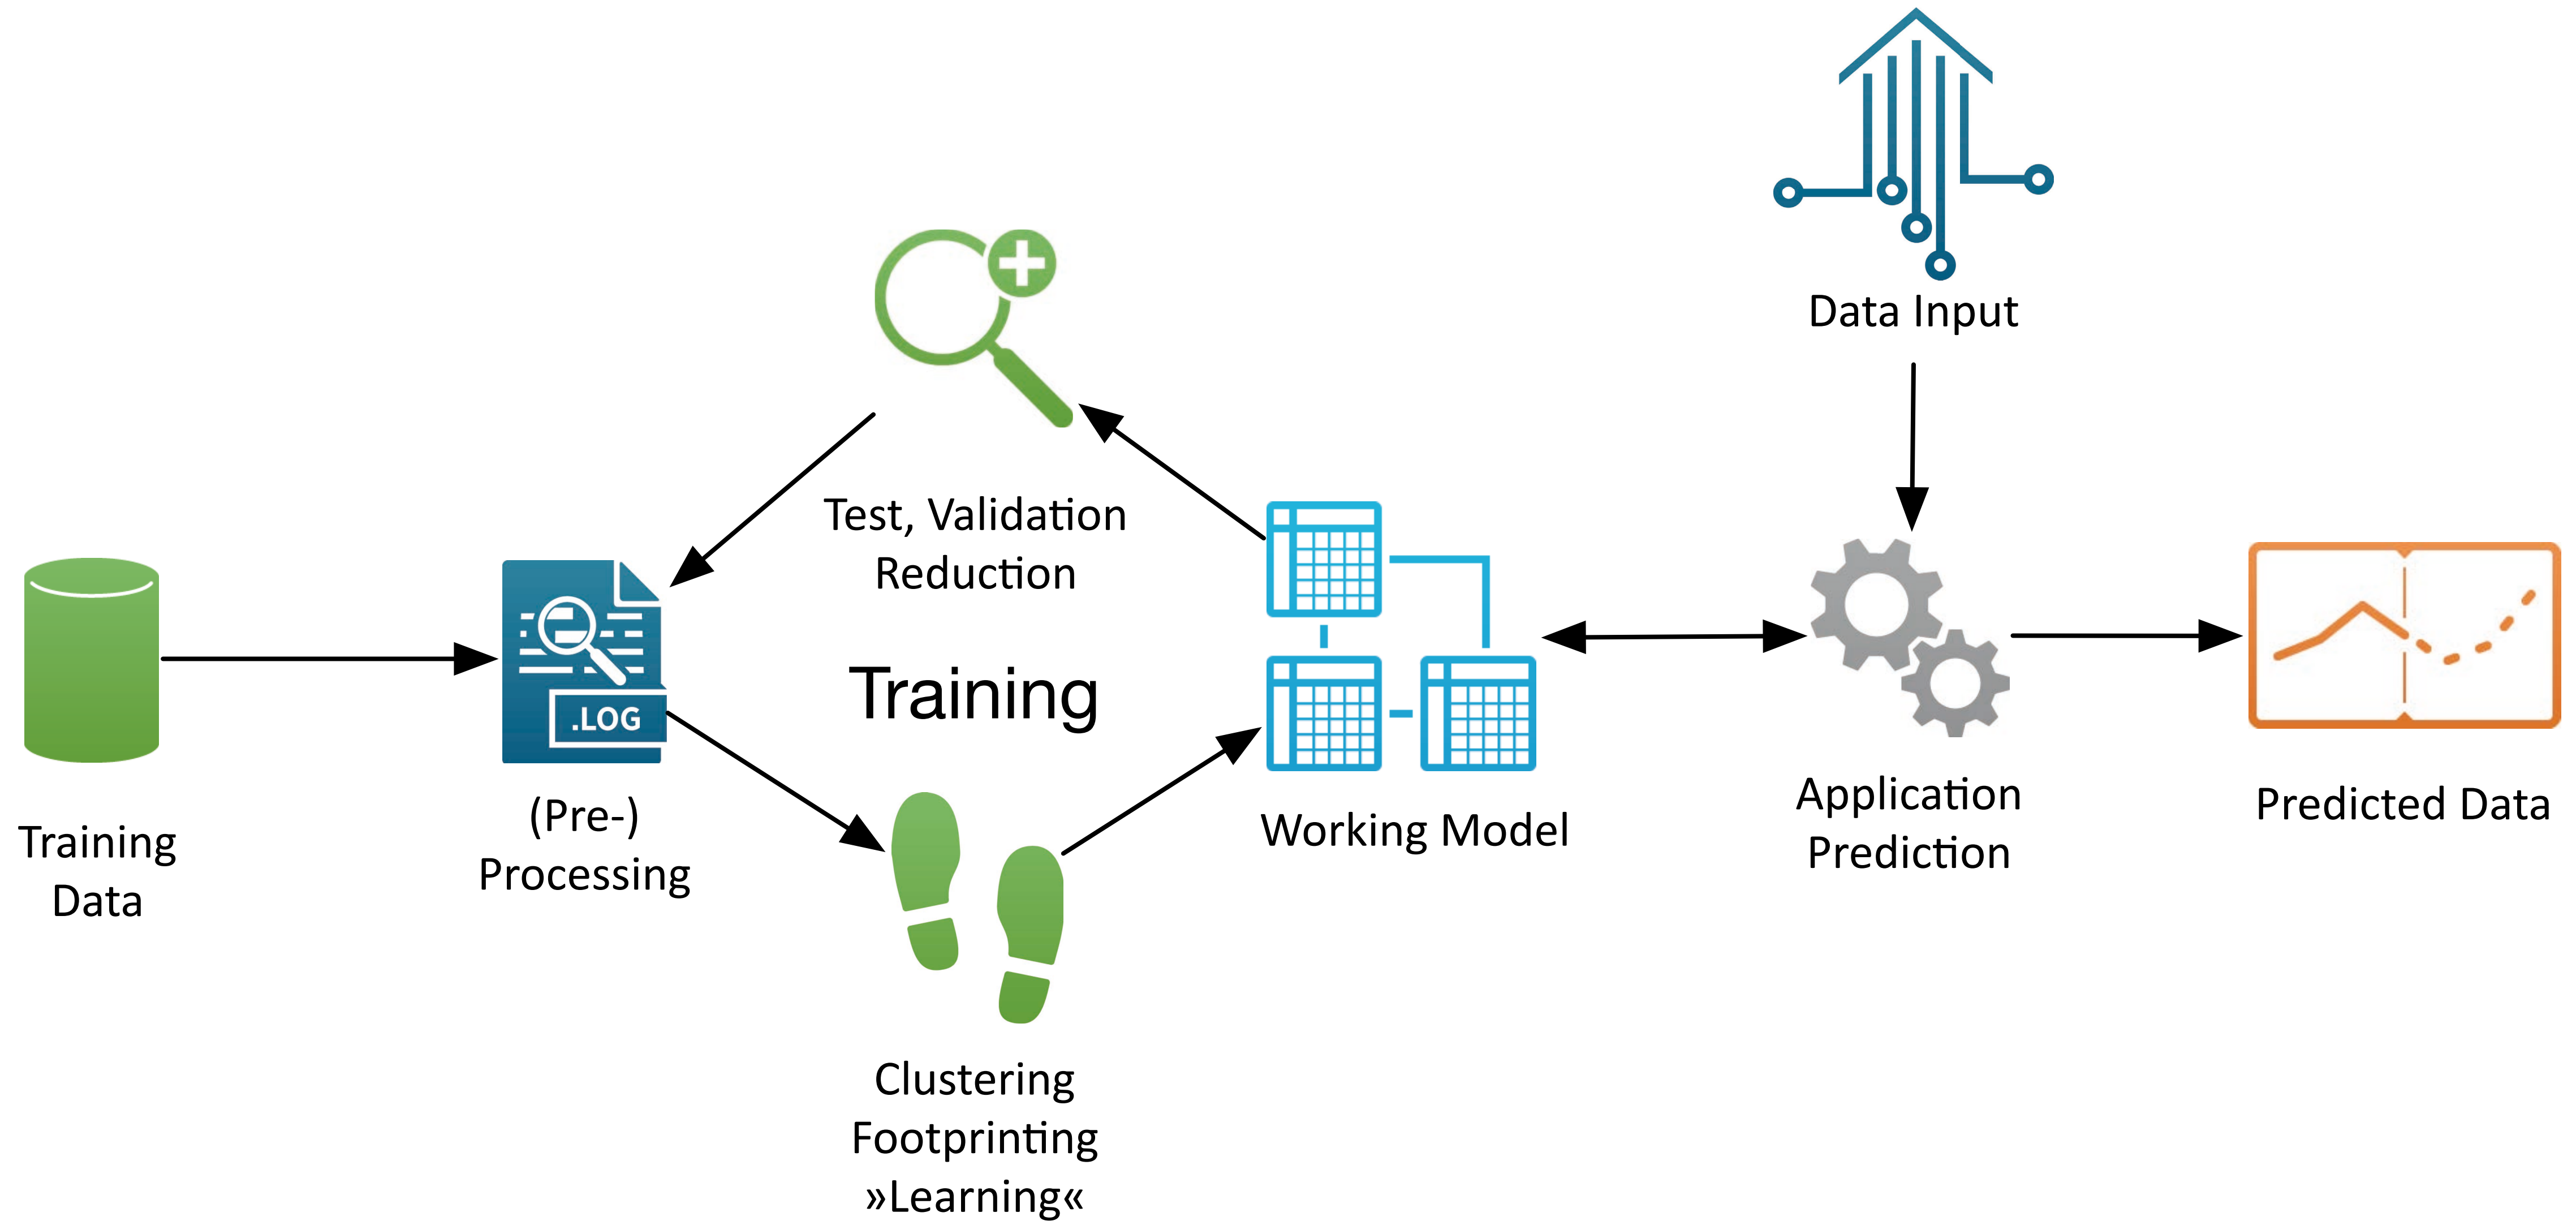 Data Input
Test, Validation
Reduction
.LOG
Training
Training
Data
(Pre-)
Processing
Clustering
Footprinting
»Learning«
Working Model
Application
Prediction
Predicted Data